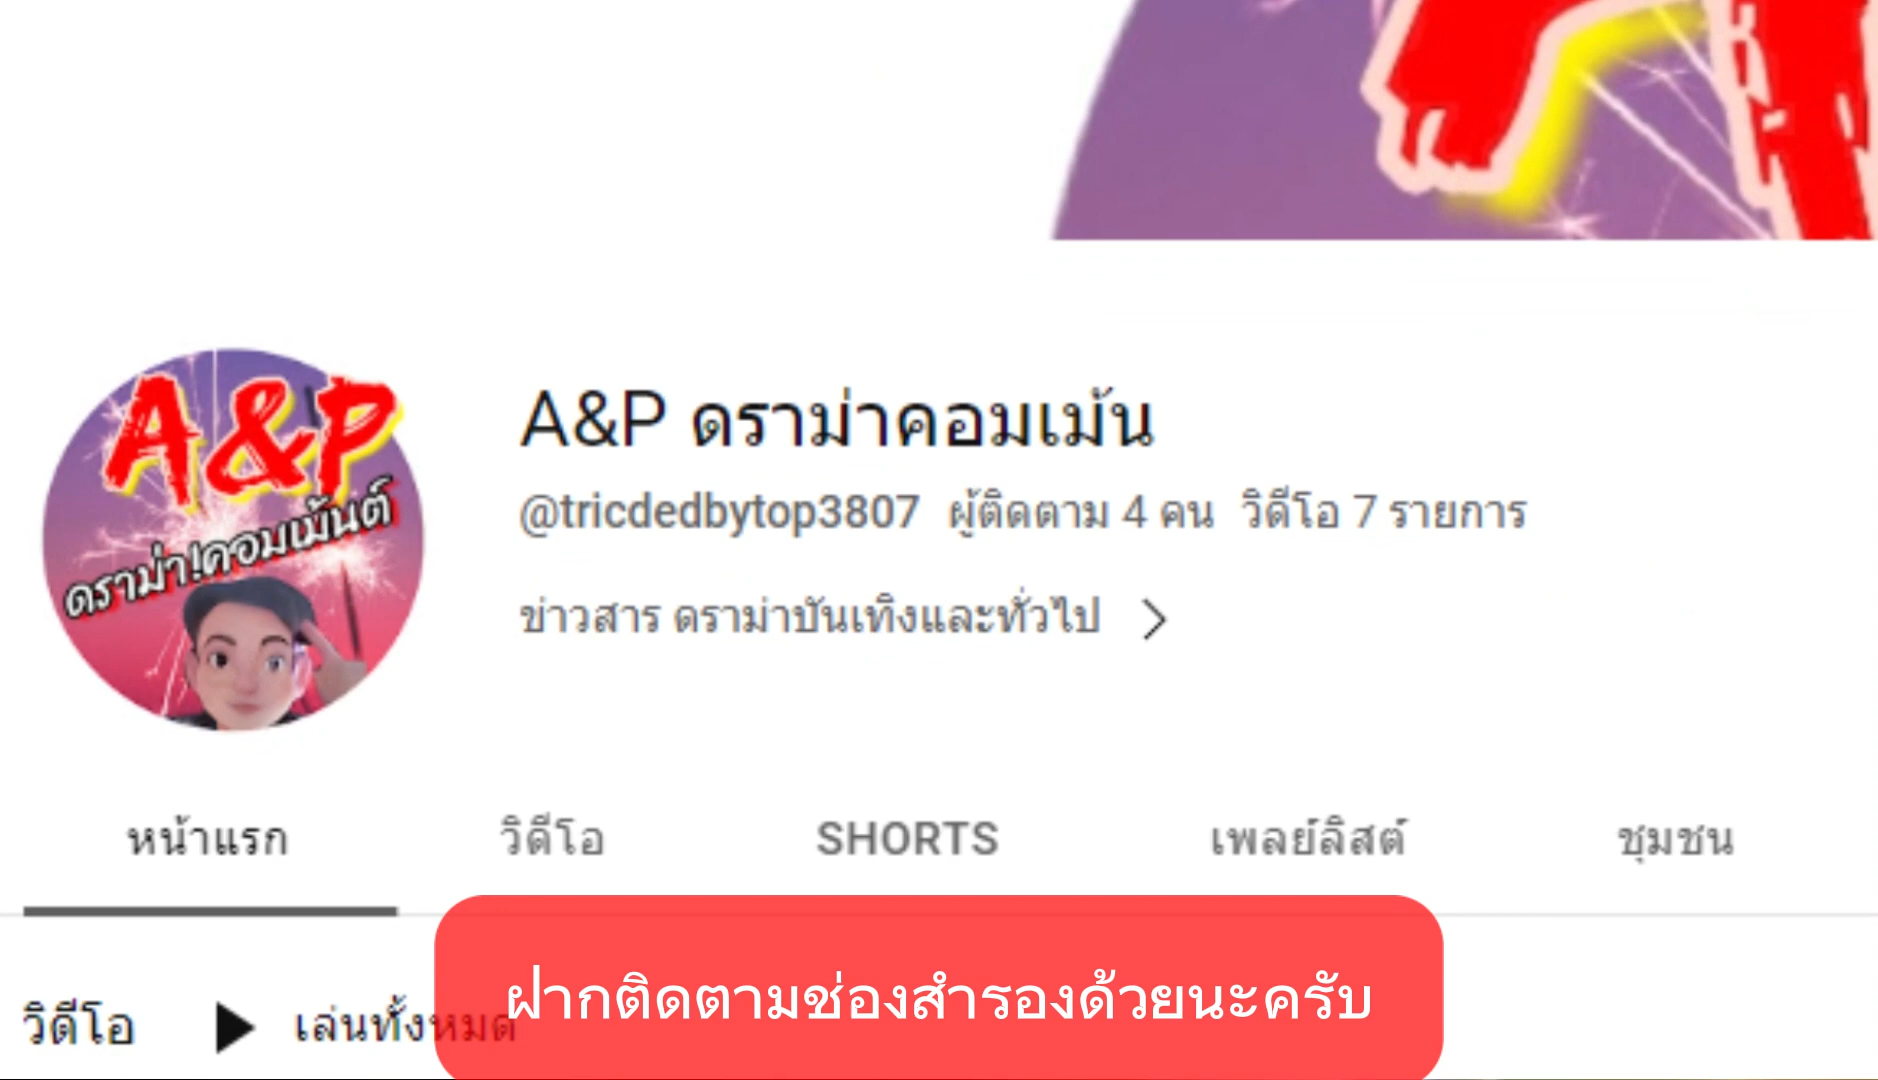 A&P
ดราม่า!คอมเม้นต์
A&P ดราม่าคอมเม้น
@tricdedbytop3807 ผู้ติดตาม 4 คน วิดีโอ 7 รายการ
ข่าวสาร ดราม่าบันเทิงและทั่วไป
หน้าแรก วิดีโอ SHORTS เพลย์ลิสต์ ชุมชน
วิดีโอ เล่นทั้งหมด
ฝากติดตามช่องสำรองด้วยนะครับ